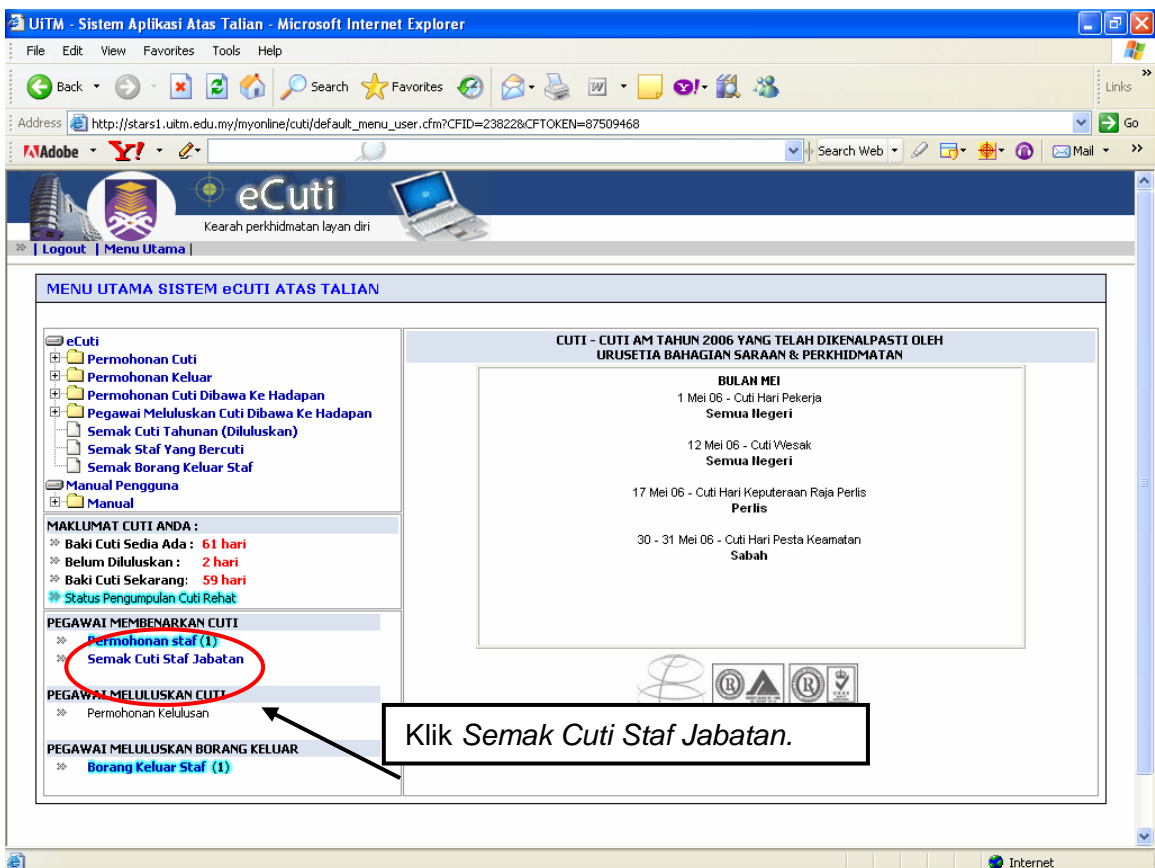 UiTM - Sistem Aplikasi Atas Talian - Microsoft Internet Explorer
File Edit View Favorites Tools Help
Back Search Favorites Links
Address http://stars1.uitm.edu.my/myonline/cuti/default_menu_user.cfm?CFID=23822&CFTOKEN=87509468 Go
Adobe Y! Search Web Mail
eCuti
Kearah perkhidmatan layan diri
| Logout | Menu Utama |
MENU UTAMA SISTEM eCUTI ATAS TALIAN
eCuti
Permohonan Cuti
Permohonan Keluar
Permohonan Cuti Dibawa Ke Hadapan
Pegawai Meluluskan Cuti Dibawa Ke Hadapan
Semak Cuti Tahunan (Diluluskan)
Semak Staf Yang Bercuti
Semak Borang Keluar Staf
Manual Pengguna
Manual
MAKLUMAT CUTI ANDA :
Baki Cuti Sedia Ada : 61 hari
Belum Diluluskan : 2 hari
Baki Cuti Sekarang: 59 hari
Status Pengumpulan Cuti Rehat
PEGAWAI MEMBENARKAN CUTI
Permohonan staf (1)
Semak Cuti Staf Jabatan
PEGAWAI MELULUSKAN CUTI
Permohonan Kelulusan
PEGAWAI MELULUSKAN BORANG KELUAR
Borang Keluar Staf (1)
CUTI - CUTI AM TAHUN 2006 YANG TELAH DIKENALPASTI OLEH
URUSETIA BAHAGIAN SARAAN & PERKHIDMATAN
BULAN MEI
1 Mei 06 - Cuti Hari Pekerja
Semua Negeri
12 Mei 06 - Cuti Wesak
Semua Negeri
17 Mei 06 - Cuti Hari Keputeraan Raja Perlis
Perlis
30 - 31 Mei 06 - Cuti Hari Pesta Keamatan
Sabah
Klik Semak Cuti Staf Jabatan.
Internet